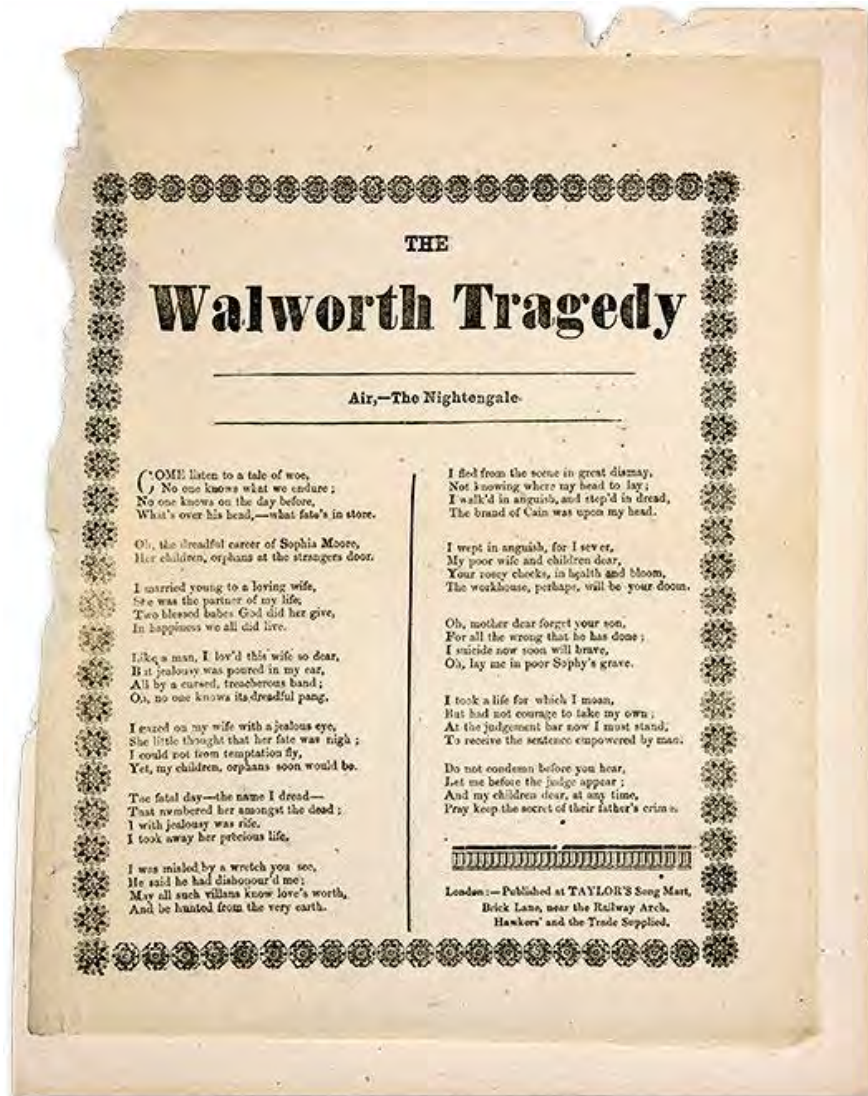 THE
Walworth Tragedy
Air,—The Nightengale.
COME listen to a tale of woe,
No one knows what we endure;
No one knows on the day before,
What's over his head,—what fate's in store.
Oh, the dreadful career of Sophia Moore,
Her children, orphans at the strangers door.
I married young to a loving wife,
She was the partner of my life;
Two blessed babes God did her give,
In happiness we all did live.
Like a man, I lov'd this wife so dear,
But jealousy was poured in my ear,
All by a cursed, treacherous band;
Oh, no one knows its dreadful pang.
I gazed on my wife with a jealous eye,
She little thought that her fate was nigh;
I could not from temptation fly,
Yet, my children, orphans soon would be.
The fatal day—the name I dread—
That numbered her amongst the dead;
I with jealousy was rife,
I took away her precious life,
I was misled by a wretch you see,
He said he had dishonour'd me;
May all such villans know love's worth,
And be hunted from the very earth.
I fled from the scene in great dismay,
Not knowing where my head to lay;
I walk'd in anguish, and step'd in dread,
The brand of Cain was upon my head.
I wept in anguish, for I sever,
My poor wife and children dear,
Your rosey cheeks, in health and bloom,
The workhouse, perhaps, will be your doom.
Oh, mother dear forget your son,
For all the wrong that he has done;
I suicide now soon will brave,
Oh, lay me in poor Sophy's grave.
I took a life for which I moan,
But had not courage to take my own;
At the judgement bar now I must stand,
To receive the sentence empowered by man.
Do not condemn before you hear,
Let me before the judge appear;
And my children dear, at any time,
Pray keep the secret of their father's crime.
London:—Published at TAYLOR'S Song Mart,
Brick Lane, near the Railway Arch.
Hawkers' and the Trade Supplied.